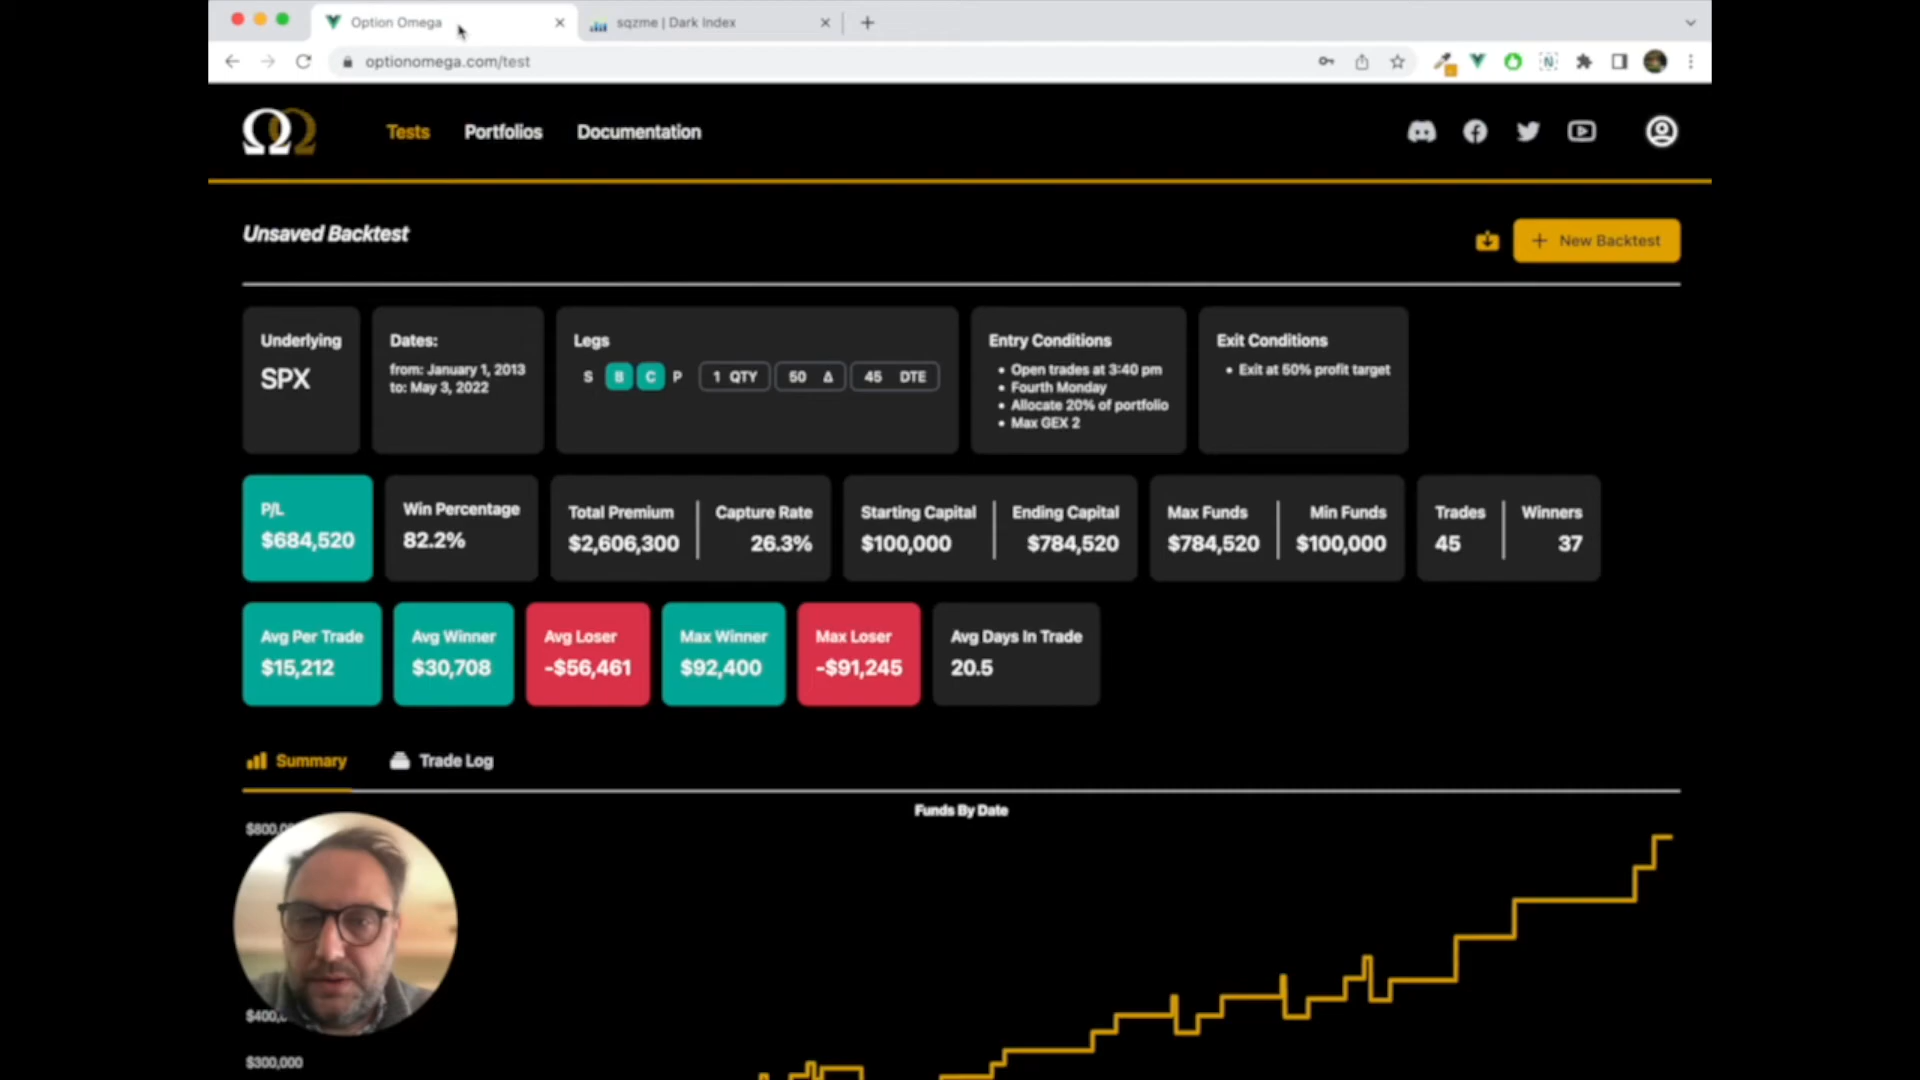 Option Omega
sqzme | Dark Index
optionomega.com/test
Tests
Portfolios
Documentation
Unsaved Backtest
New Backtest
Underlying
SPX
Dates:
from: January 1, 2013
to: May 3, 2022
Legs
S B C P 1 QTY 50 Δ 45 DTE
Entry Conditions
• Open trades at 3:40 pm
• Fourth Monday
• Allocate 20% of portfolio
• Max GEX 2
Exit Conditions
• Exit at 50% profit target
P/L
$684,520
Win Percentage
82.2%
Total Premium
$2,606,300
Capture Rate
26.3%
Starting Capital
$100,000
Ending Capital
$784,520
Max Funds
$784,520
Min Funds
$100,000
Trades
45
Winners
37
Avg Per Trade
$15,212
Avg Winner
$30,708
Avg Loser
-$56,461
Max Winner
$92,400
Max Loser
-$91,245
Avg Days In Trade
20.5
Summary
Trade Log
Funds By Date
$300,000